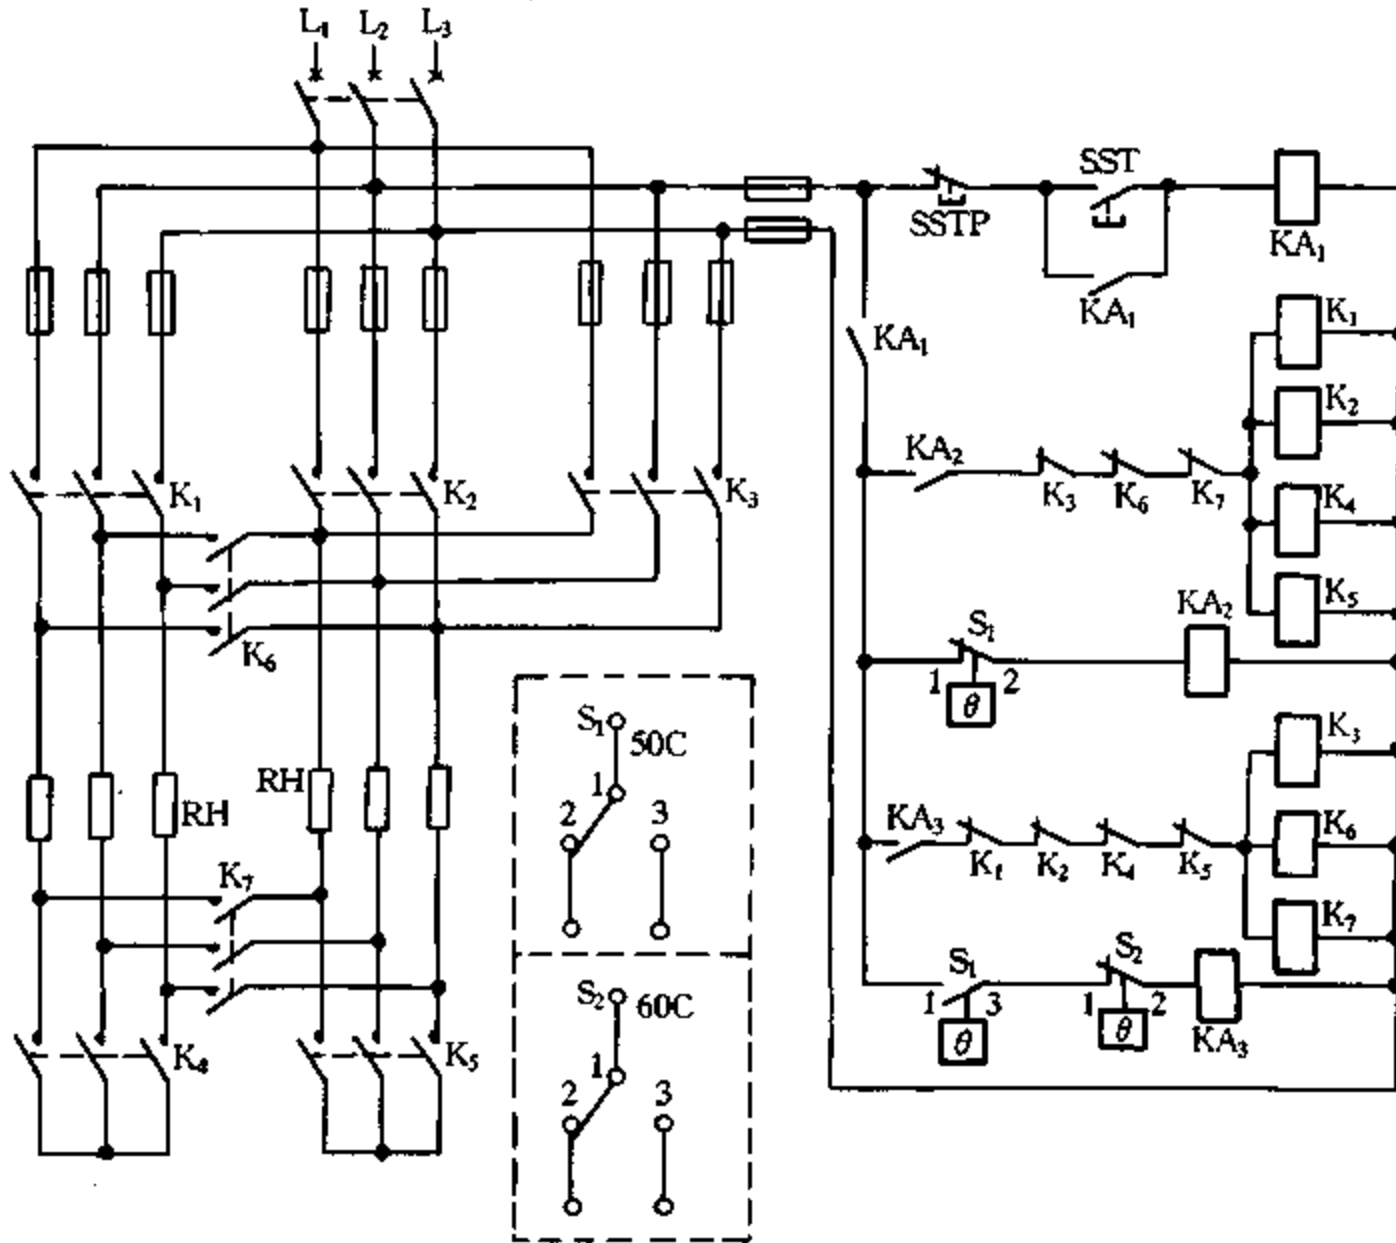 L₁ L₂ L₃
SST
SSTP
KA₁
KA₁
KA₁
K₁
K₂
KA₂
K₁ K₂ K₃
K₃ K₆ K₇
K₄
K₅
KA₂
S₁
1 2
θ
K₆
S₁ 50C
1
2 3
K₃
RH RH
KA₃
K₁ K₂ K₄ K₅
K₆
K₇
K₇
S₁ S₂
1 3 1 2
θ θ
KA₃
S₂ 60C
1
2 3
K₄ K₅